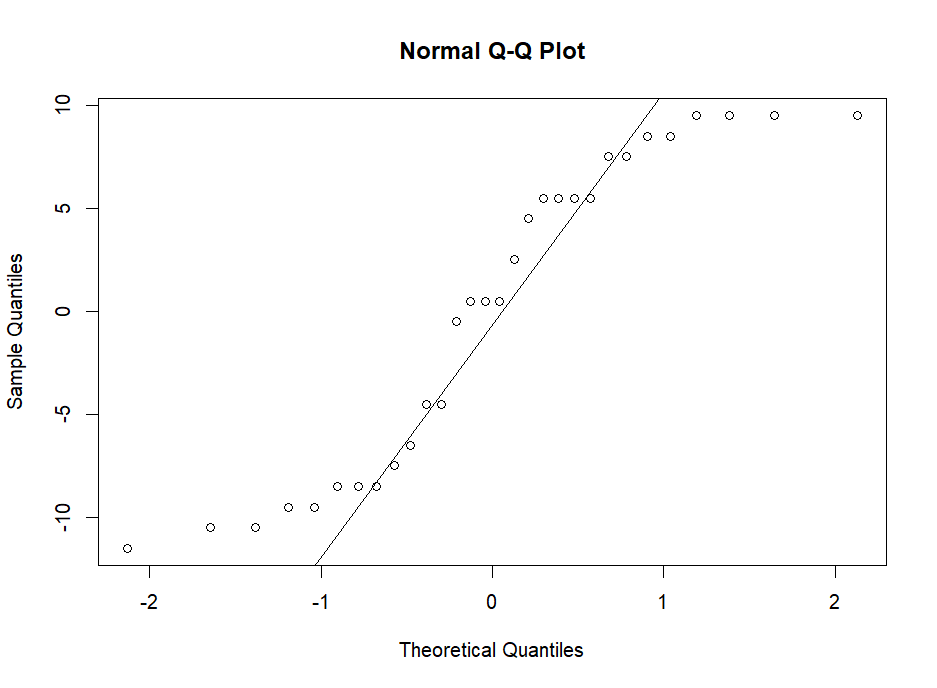 Normal Q-Q Plot
10
5
0
-5
-10
Sample Quantiles
-2 -1 0 1 2
Theoretical Quantiles